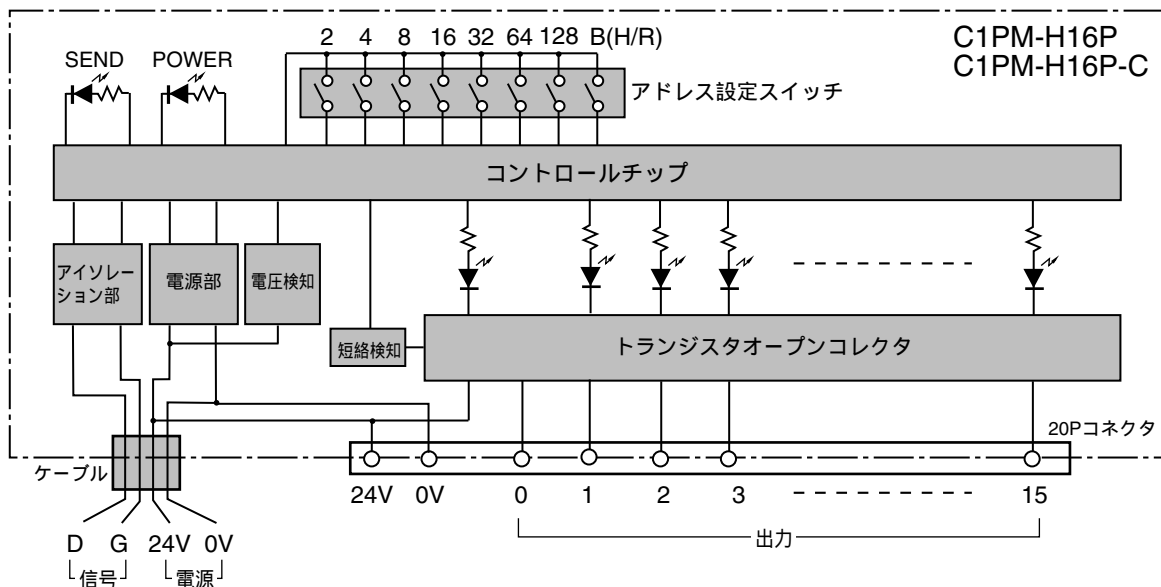 C1PM-H16P
C1PM-H16P-C
2 4 8 16 32 64 128 B(H/R)
SEND POWER
アドレス設定スイッチ
コントロールチップ
アイソレー
ション部
電源部
電圧検知
短絡検知
トランジスタオープンコレクタ
20Pコネクタ
ケーブル
24V 0V 0 1 2 3 15
出力
D G 24V 0V
信号 電源